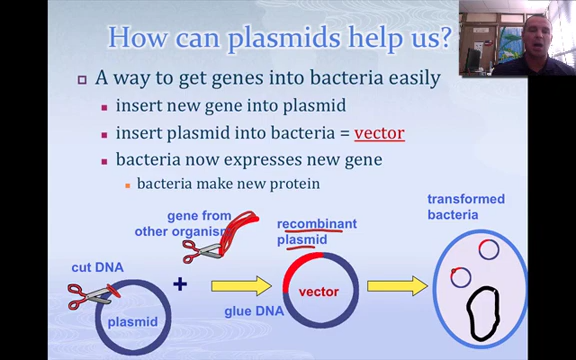 How can plasmids help us?
A way to get genes into bacteria easily
insert new gene into plasmid
insert plasmid into bacteria = vector
bacteria now expresses new gene
bacteria make new protein
transformed
bacteria
gene from
other organism
recombinant
plasmid
cut DNA
+
vector
plasmid
glue DNA